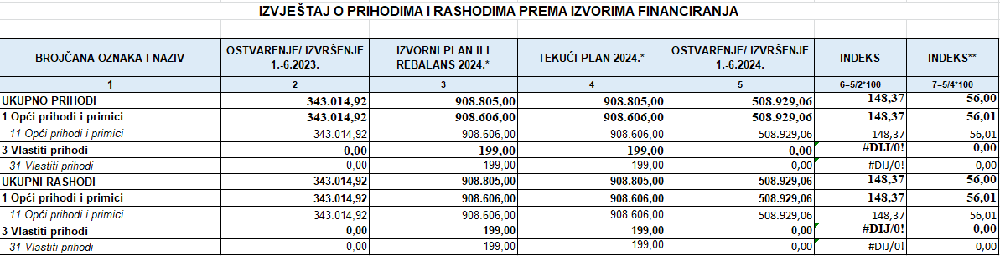 IZVJEŠTAJ O PRIHODIMA I RASHODIMA PREMA IZVORIMA FINANCIRANJA
BROJČANA OZNAKA I NAZIV OSTVARENJE/ IZVRŠENJE 1.-6.2023. IZVORNI PLAN ILI REBALANS 2024.* TEKUĆI PLAN 2024.* OSTVARENJE/ IZVRŠENJE 1.-6.2024. INDEKS INDEKS**
1 2 3 4 5 6=5/2*100 7=5/4*100
UKUPNO PRIHODI 343.014,92 908.805,00 908.805,00 508.929,06 148,37 56,00
1 Opći prihodi i primici 343.014,92 908.606,00 908.606,00 508.929,06 148,37 56,01
11 Opći prihodi i primici 343.014,92 908.606,00 908.606,00 508.929,06 148,37 56,01
3 Vlastiti prihodi 0,00 199,00 199,00 0,00 #DIJ/0! 0,00
31 Vlastiti prihodi 0,00 199,00 199,00 0,00 #DIJ/0! 0,00
UKUPNI RASHODI 343.014,92 908.805,00 908.805,00 508.929,06 148,37 56,00
1 Opći prihodi i primici 343.014,92 908.606,00 908.606,00 508.929,06 148,37 56,01
11 Opći prihodi i primici 343.014,92 908.606,00 908.606,00 508.929,06 148,37 56,01
3 Vlastiti prihodi 0,00 199,00 199,00 0,00 #DIJ/0! 0,00
31 Vlastiti prihodi 0,00 199,00 199,00 0,00 #DIJ/0! 0,00